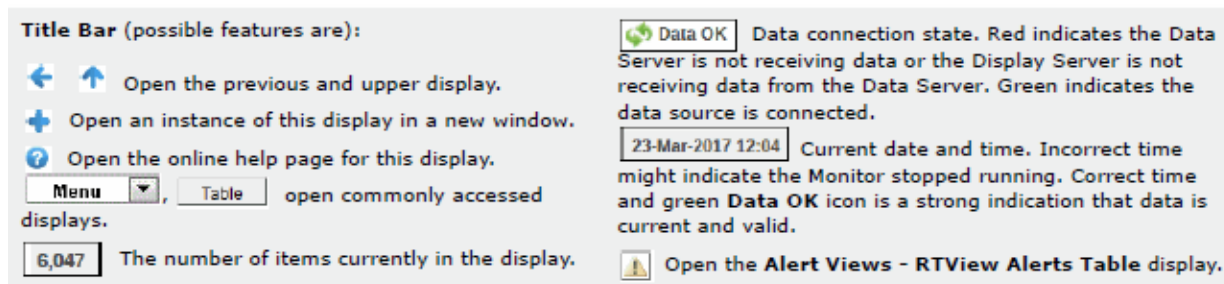 Title Bar (possible features are):
Open the previous and upper display.
Open an instance of this display in a new window.
? Open the online help page for this display.
Menu , Table open commonly accessed
displays.
6,047 The number of items currently in the display.
Data OK Data connection state. Red indicates the Data
Server is not receiving data or the Display Server is not
receiving data from the Data Server. Green indicates the
data source is connected.
23-Mar-2017 12:04 Current date and time. Incorrect time
might indicate the Monitor stopped running. Correct time
and green Data OK icon is a strong indication that data is
current and valid.
Open the Alert Views - RTView Alerts Table display.